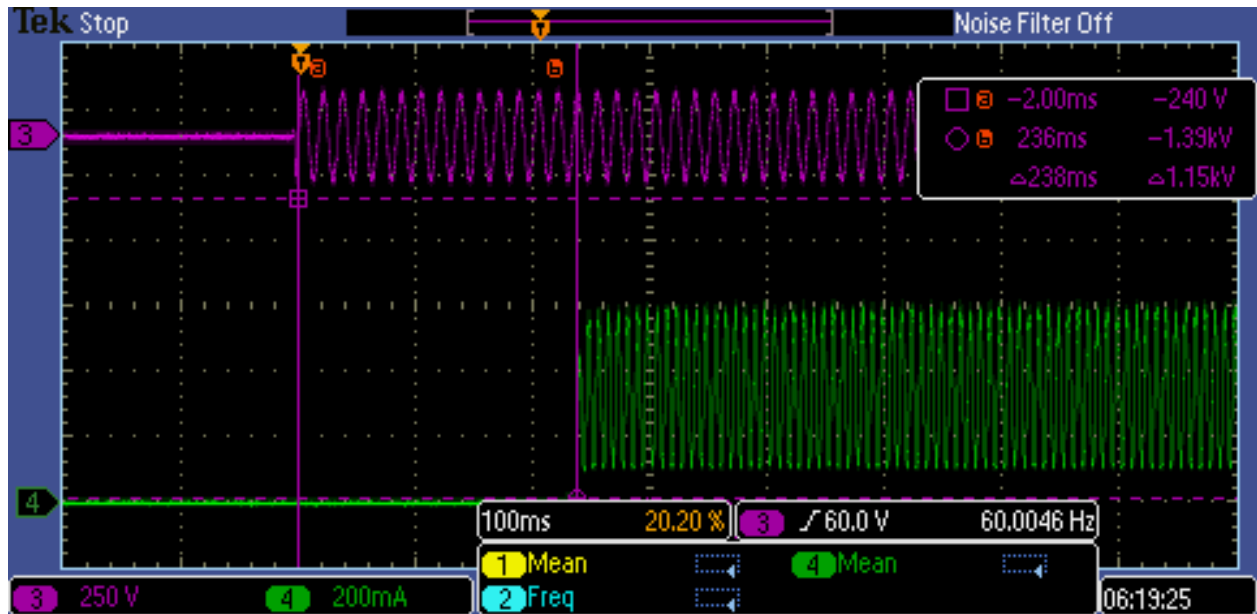 Tek Stop
Noise Filter Off
T a b
a −2.00ms −240 V
b 236ms −1.39kV
△238ms △1.15kV
3
4
100ms 20.20 %
3 60.0 V 60.0046 Hz
1 Mean
4 Mean
2 Freq
3 250 V
4 200mA
06:19:25